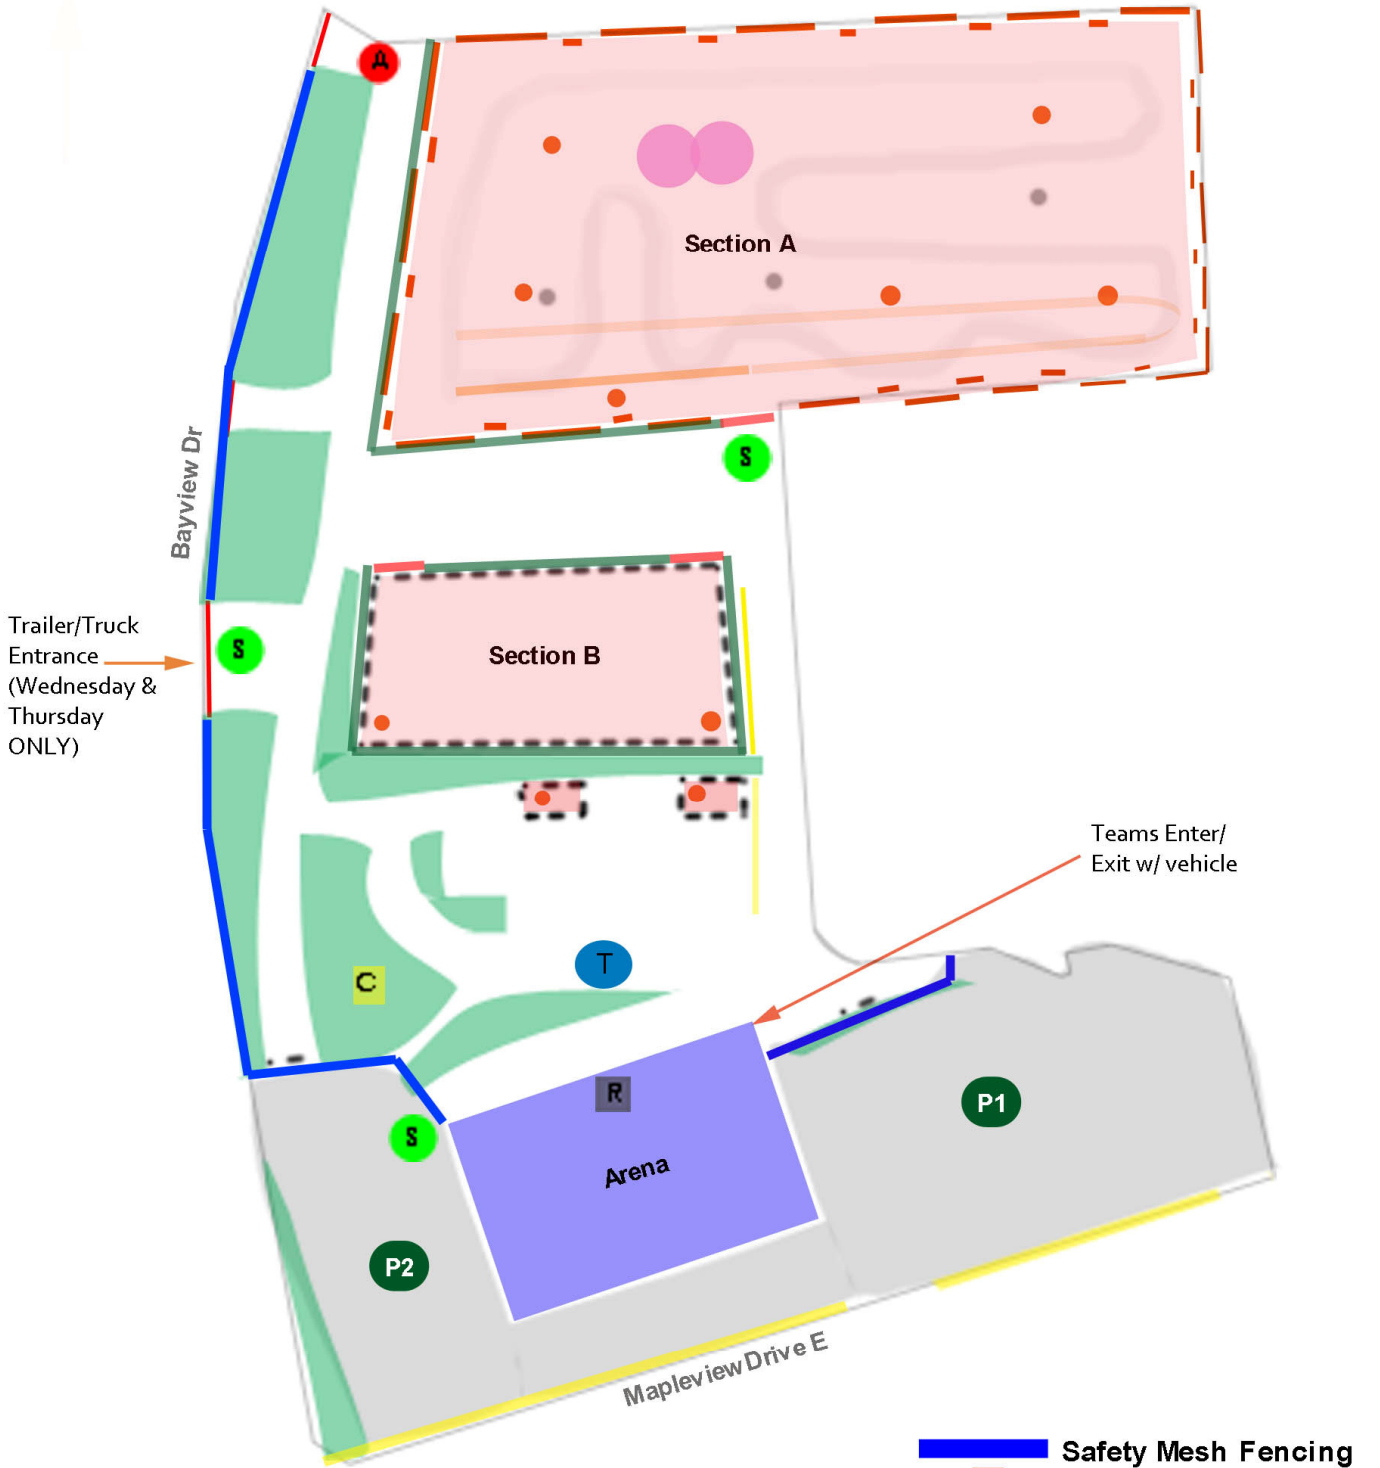 A
Section A
Bayview Dr
S
Section B
Trailer/Truck
Entrance
(Wednesday &
Thursday
ONLY)
S
Teams Enter/
Exit w/ vehicle
C
T
R
P1
S
Arena
P2
Mapleview Drive E
Safety Mesh Fencing